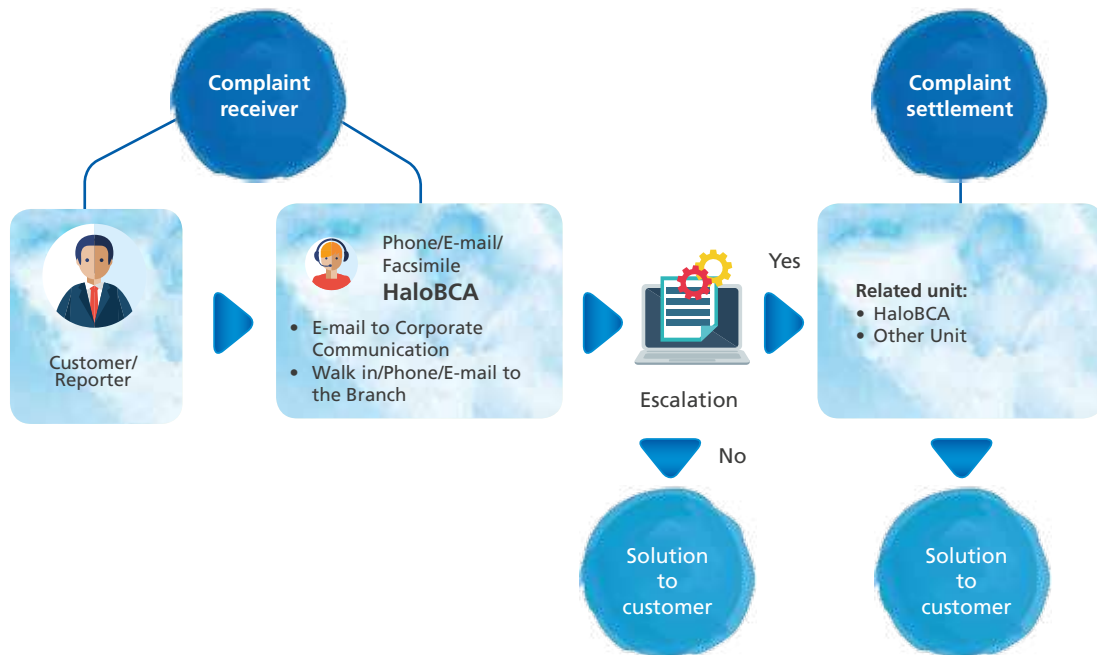 Complaint
receiver
Complaint
settlement
Customer/
Reporter
Phone/E-mail/
Facsimile
HaloBCA
• E-mail to Corporate
Communication
• Walk in/Phone/E-mail to
the Branch
Escalation
Yes
Related unit:
• HaloBCA
• Other Unit
No
Solution
to
customer
Solution
to
customer